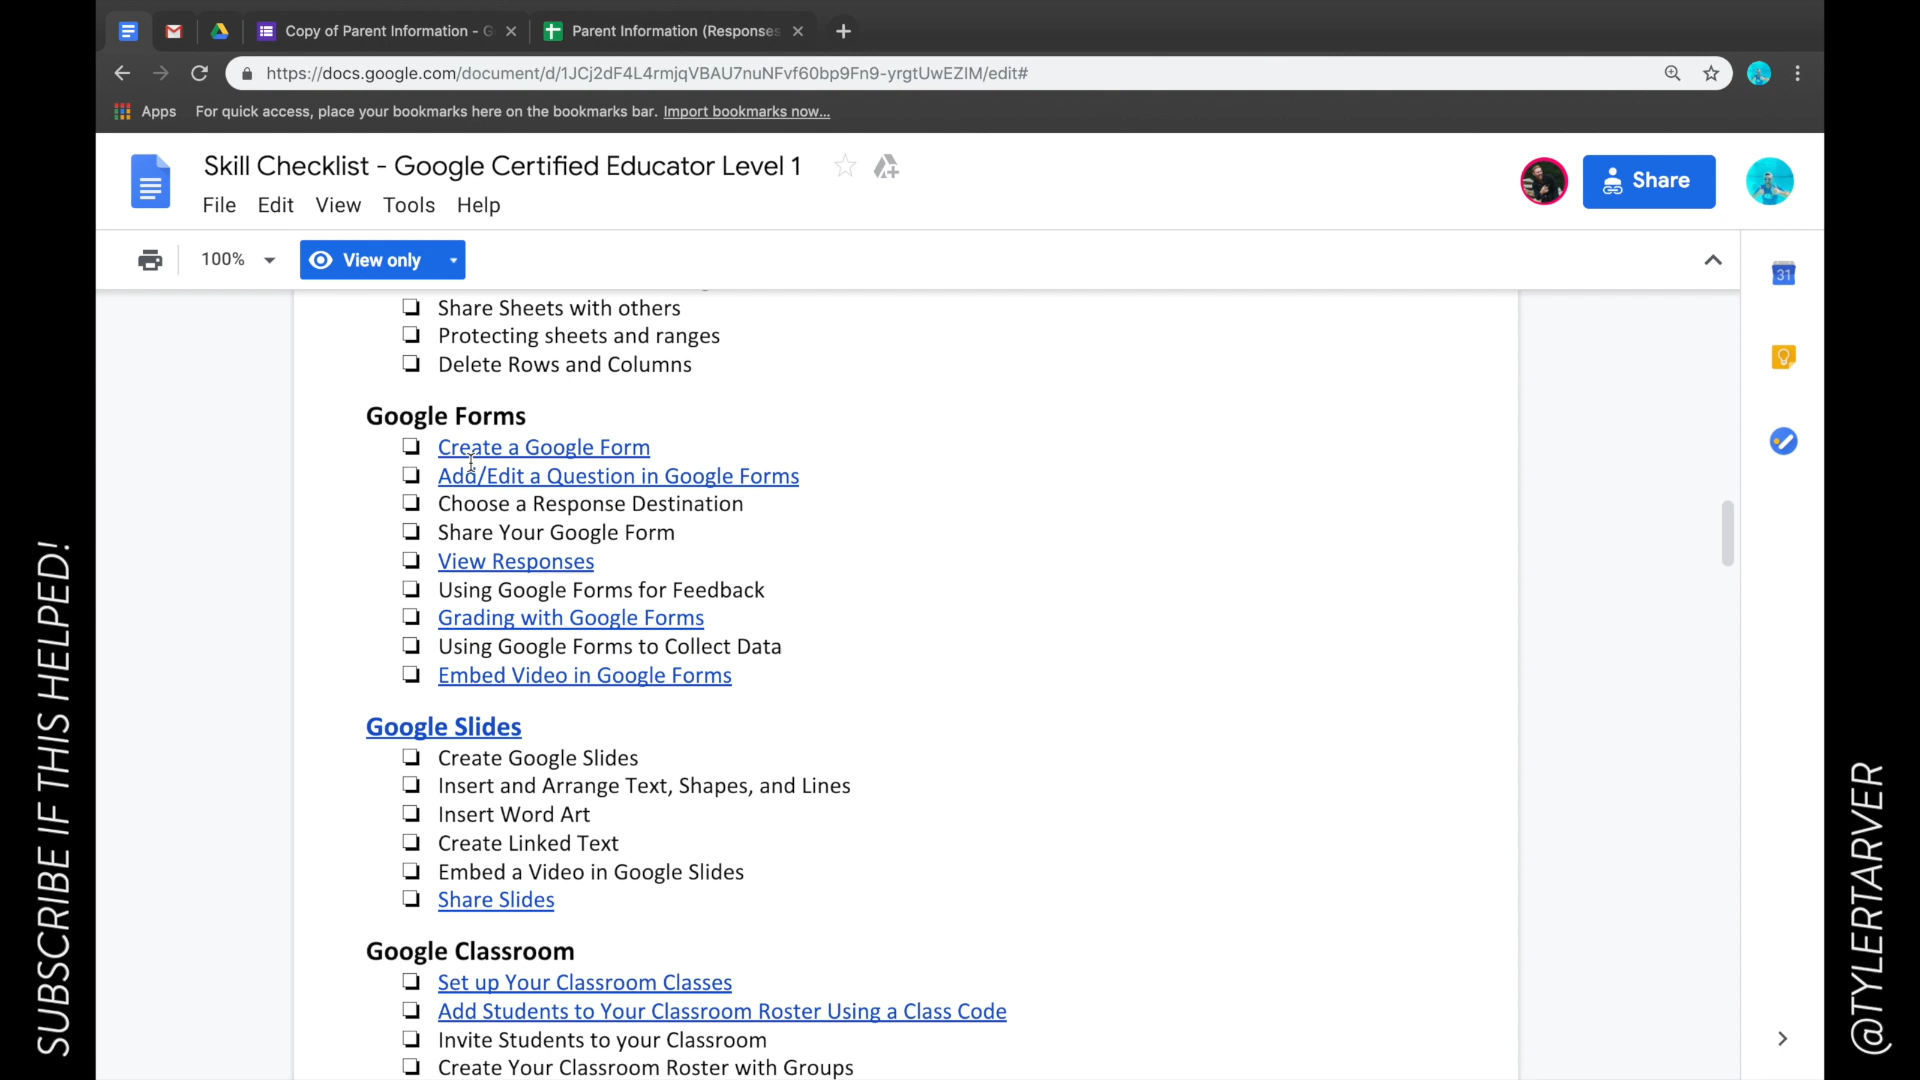 Copy of Parent Information - G
Parent Information (Responses
https://docs.google.com/document/d/1JCj2dF4L4rmjqVBAU7nuNFvf60bp9Fn9-yrgtUwEZIM/edit#
Apps For quick access, place your bookmarks here on the bookmarks bar. Import bookmarks now...
Skill Checklist - Google Certified Educator Level 1
File Edit View Tools Help
Share
100% View only
31
Share Sheets with others
Protecting sheets and ranges
Delete Rows and Columns
Google Forms
Create a Google Form
Add/Edit a Question in Google Forms
Choose a Response Destination
Share Your Google Form
View Responses
Using Google Forms for Feedback
Grading with Google Forms
Using Google Forms to Collect Data
Embed Video in Google Forms
Google Slides
Create Google Slides
Insert and Arrange Text, Shapes, and Lines
Insert Word Art
Create Linked Text
Embed a Video in Google Slides
Share Slides
Google Classroom
Set up Your Classroom Classes
Add Students to Your Classroom Roster Using a Class Code
Invite Students to your Classroom
Create Your Classroom Roster with Groups
SUBSCRIBE IF THIS HELPED!
@TYLERTARVER